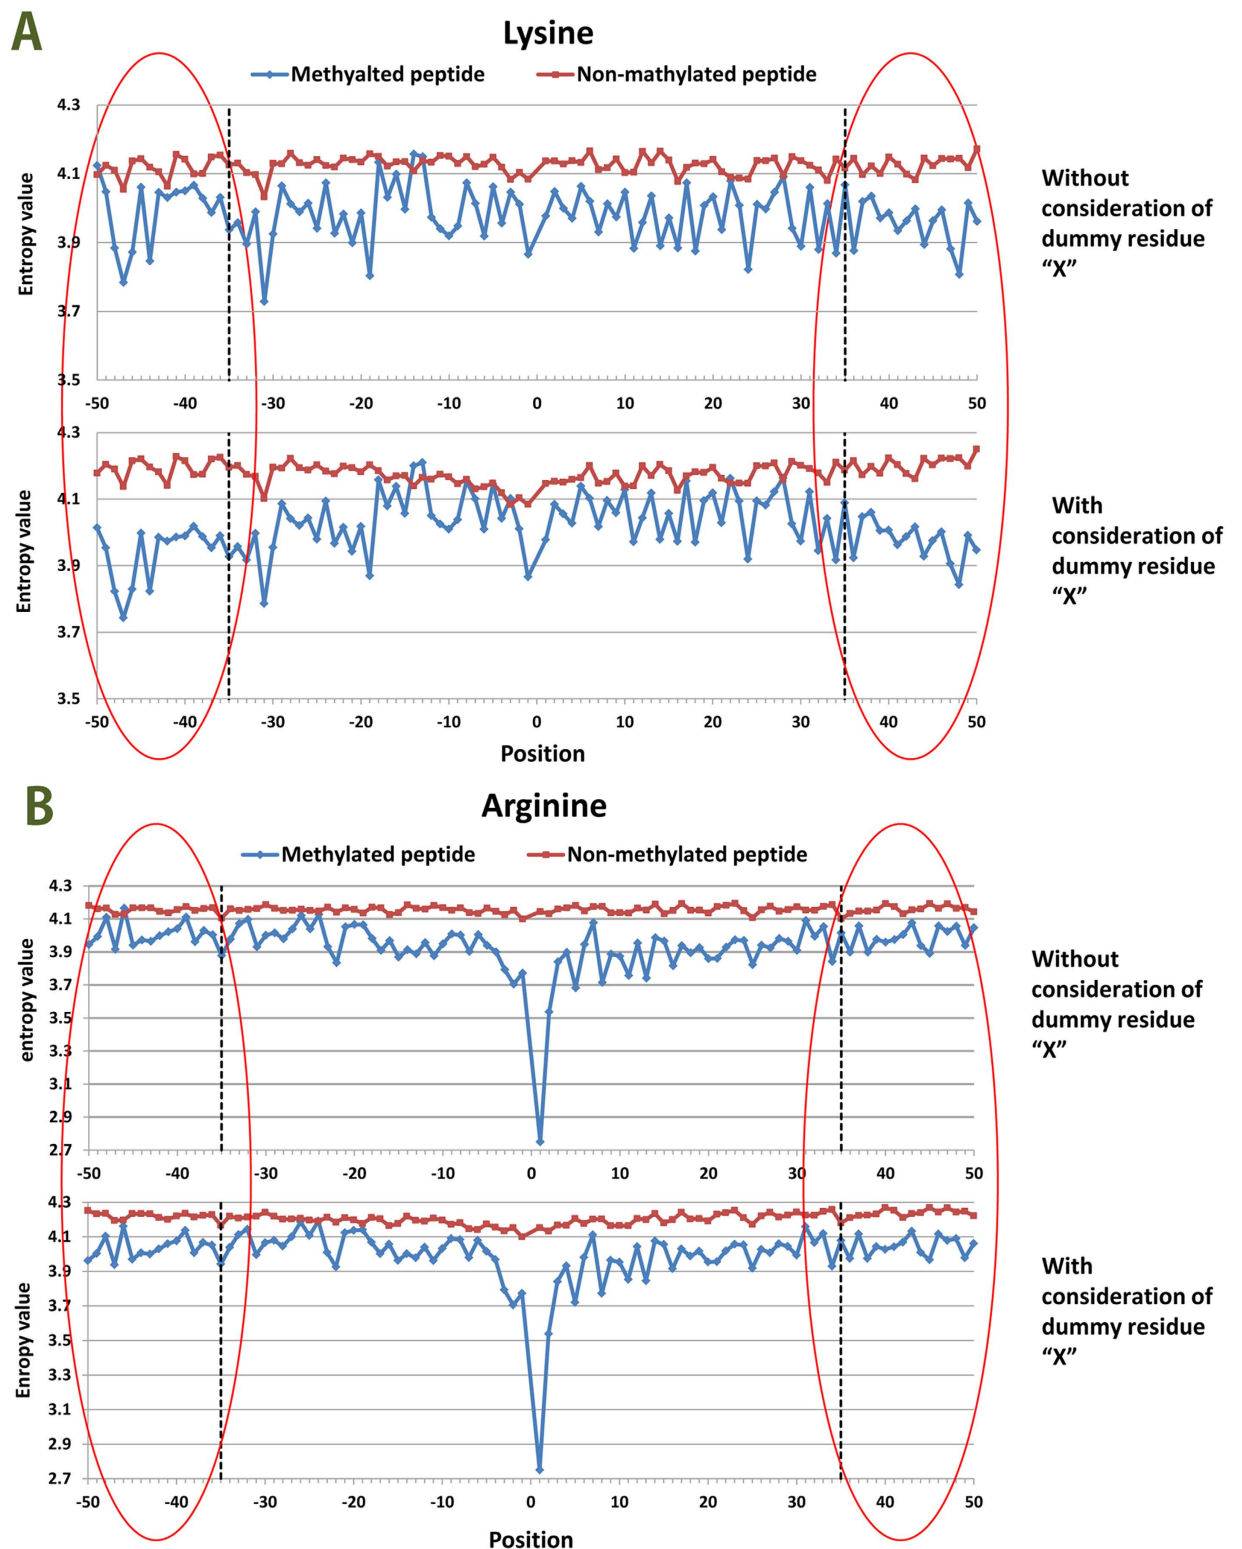 A
Lysine
Methyalted peptide
Non-mathylated peptide
4.3
4.1
3.9
3.7
3.5
Entropy value
-50 -40 -30 -20 -10 0 10 20 30 40 50
Without
consideration of
dummy residue
“X”
4.3
4.1
3.9
3.7
3.5
Entropy value
-50 -40 -30 -20 -10 0 10 20 30 40 50
Position
With
consideration of
dummy residue
“X”
B
Arginine
Methylated peptide
Non-methylated peptide
4.3
4.1
3.9
3.7
3.5
3.3
3.1
2.9
2.7
entropy value
-50 -40 -30 -20 -10 0 10 20 30 40 50
Without
consideration of
dummy residue
“X”
4.3
4.1
3.9
3.7
3.5
3.3
3.1
2.9
2.7
Enropy value
-50 -40 -30 -20 -10 0 10 20 30 40 50
Position
With
consideration of
dummy residue
“X”